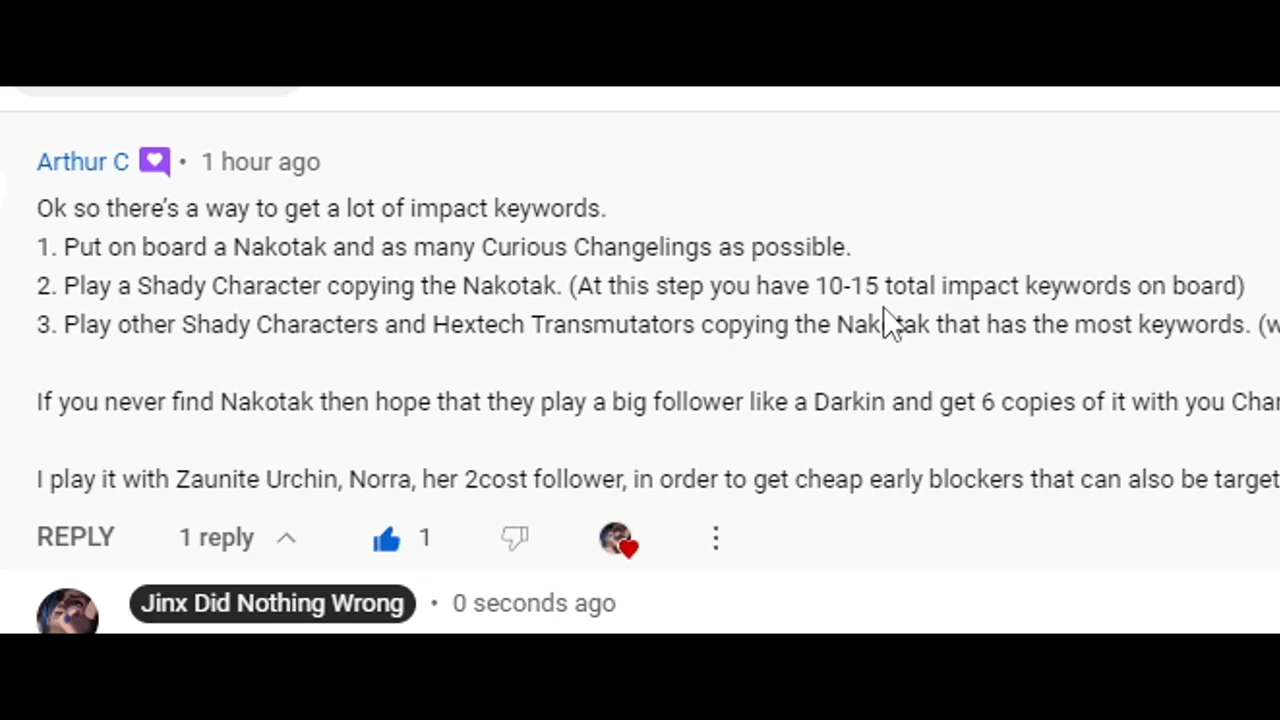 Arthur C • 1 hour ago
Ok so there's a way to get a lot of impact keywords.
1. Put on board a Nakotak and as many Curious Changelings as possible.
2. Play a Shady Character copying the Nakotak. (At this step you have 10-15 total impact keywords on board)
3. Play other Shady Characters and Hextech Transmutators copying the Nakotak that has the most keywords. (w
If you never find Nakotak then hope that they play a big follower like a Darkin and get 6 copies of it with you Char
I play it with Zaunite Urchin, Norra, her 2cost follower, in order to get cheap early blockers that can also be target
REPLY 1 reply 1
Jinx Did Nothing Wrong • 0 seconds ago